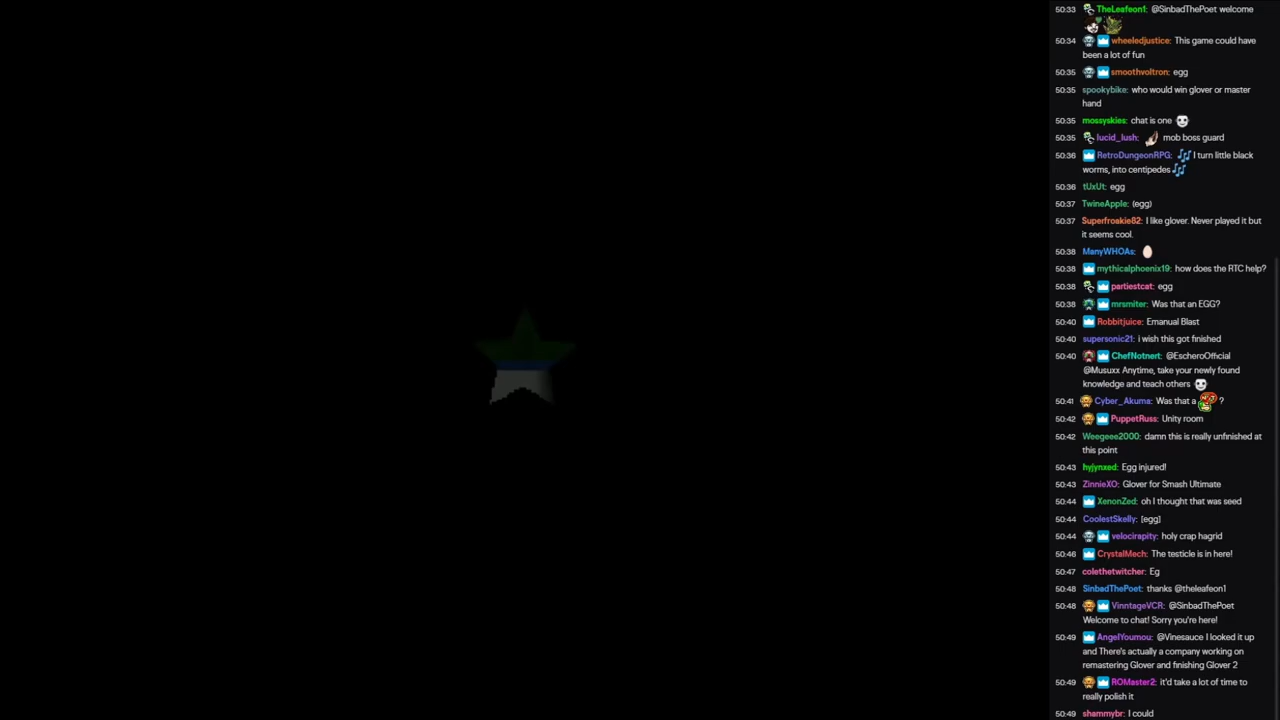 50:33 TheLeafeon1: @SinbadThePoet welcome
50:34 wheeledjustice: This game could have
been a lot of fun
50:35 smoothvoltron: egg
50:35 spookybike: who would win glover or master
hand
50:35 mossyskies: chat is one
50:35 lucid_lush: mob boss guard
50:36 RetroDungeonRPG: 🎶 I turn little black
worms, into centipedes 🎶
50:36 tUxUt: egg
50:37 TwineApple: (egg)
50:37 Superfroakie82: I like glover. Never played it but
it seems cool.
50:38 ManyWHOAs: 🥚
50:38 mythicalphoenix19: how does the RTC help?
50:38 partiestcat: egg
50:38 mrsmiter: Was that an EGG?
50:40 Robbitjuice: Emanual Blast
50:40 supersonic21: i wish this got finished
50:40 ChefNotnert: @EscheroOfficial
@Musuxx Anytime, take your newly found
knowledge and teach others
50:41 Cyber_Akuma: Was that a ?
50:42 PuppetRuss: Unity room
50:42 Weegeee2000: damn this is really unfinished at
this point
50:43 hyjynxed: Egg injured!
50:43 ZinnieXO: Glover for Smash Ultimate
50:44 XenonZed: oh I thought that was seed
50:44 CoolestSkelly: [egg]
50:44 velocirapity: holy crap hagrid
50:46 CrystalMech: The testicle is in here!
50:47 colethetwitcher: Eg
50:48 SinbadThePoet: thanks @theleafeon1
50:48 VinntageVCR: @SinbadThePoet
Welcome to chat! Sorry you're here!
50:49 AngelYoumou: @Vinesauce I looked it up
and There's actually a company working on
remastering Glover and finishing Glover 2
50:49 ROMaster2: it'd take a lot of time to
really polish it
50:49 shammybr: I could